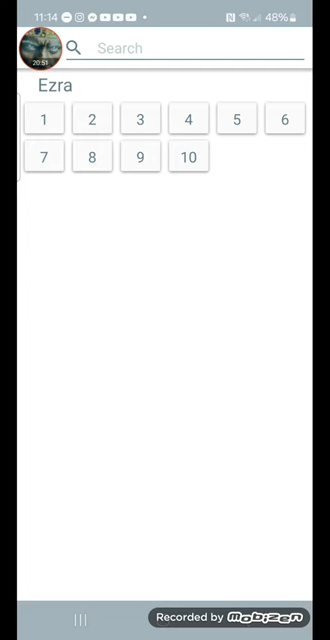 11:14
48%
20:51
Search
Ezra
1 2 3 4 5 6
7 8 9 10
Recorded by Mobizen